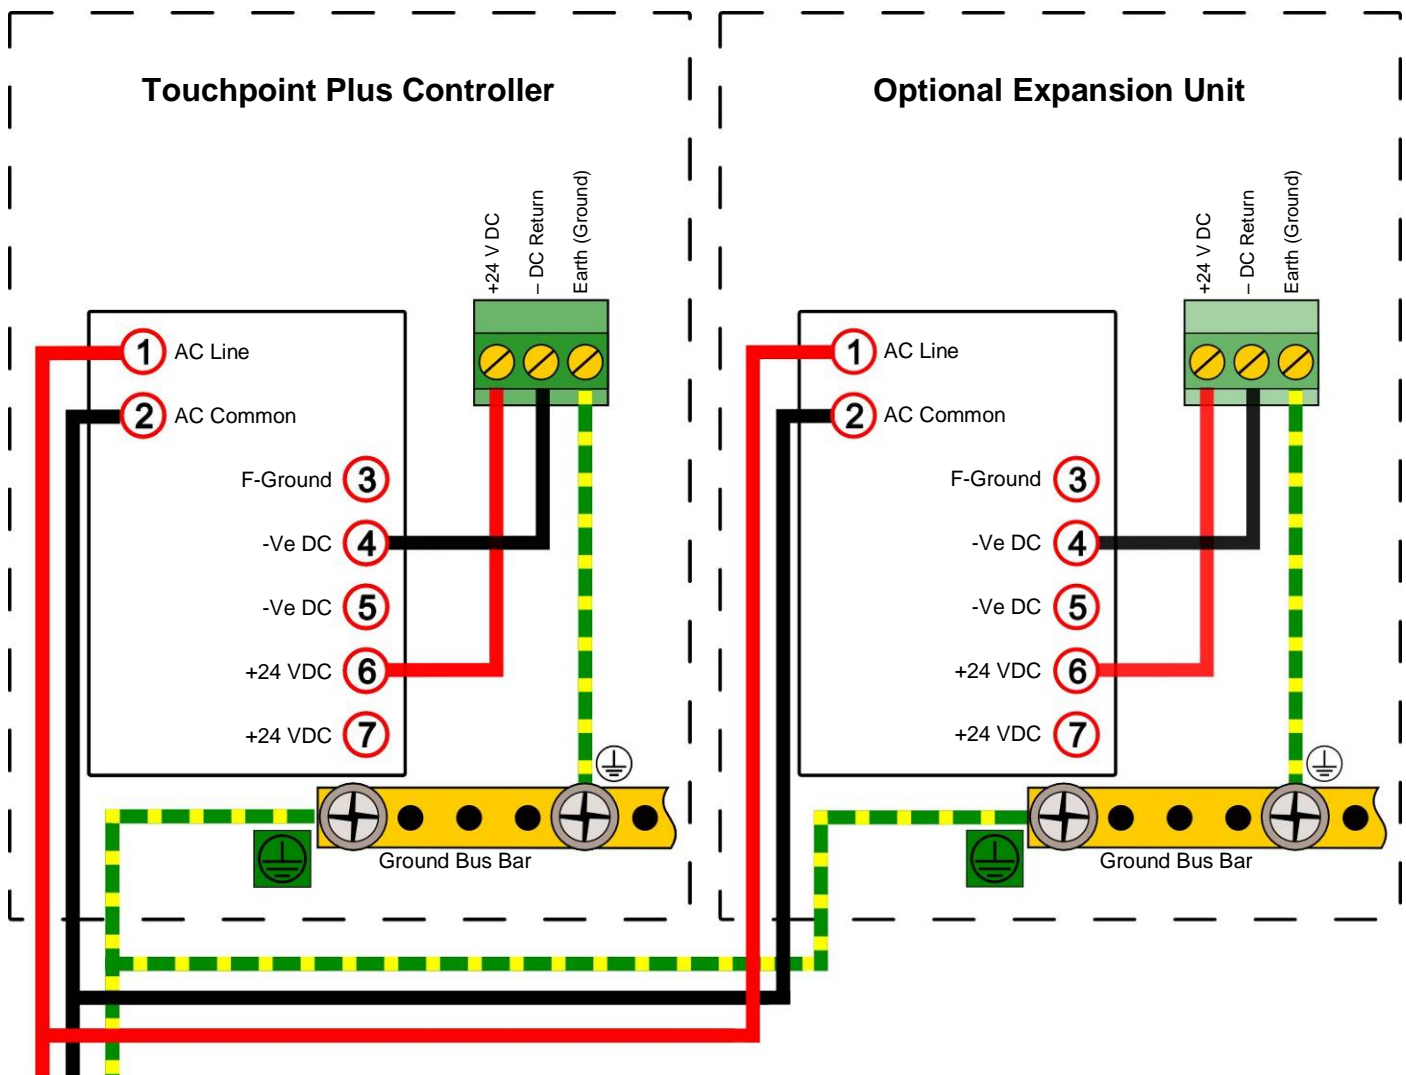 Touchpoint Plus Controller
+24 V DC
– DC Return
Earth (Ground)
1 AC Line
2 AC Common
F-Ground 3
-Ve DC 4
-Ve DC 5
+24 VDC 6
+24 VDC 7
Ground Bus Bar
Optional Expansion Unit
+24 V DC
– DC Return
Earth (Ground)
1 AC Line
2 AC Common
F-Ground 3
-Ve DC 4
-Ve DC 5
+24 VDC 6
+24 VDC 7
Ground Bus Bar